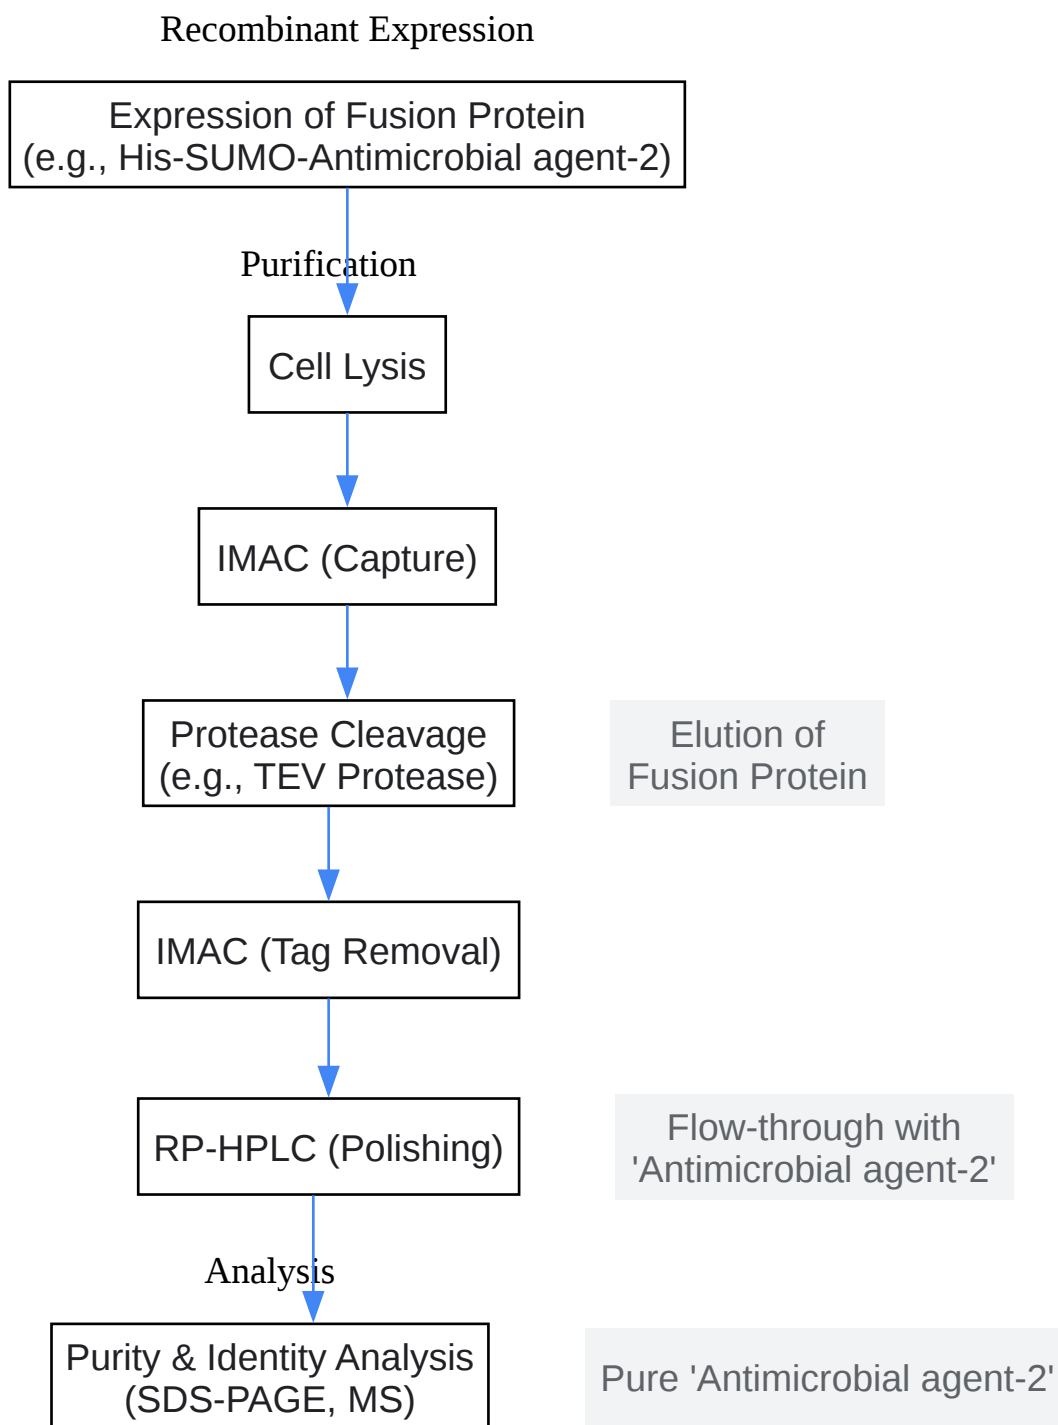 Recombinant Expression
Expression of Fusion Protein
(e.g., His-SUMO-Antimicrobial agent-2)
Purification
Cell Lysis
IMAC (Capture)
Protease Cleavage
(e.g., TEV Protease)
Elution of
Fusion Protein
IMAC (Tag Removal)
RP-HPLC (Polishing)
Flow-through with
'Antimicrobial agent-2'
Analysis
Purity & Identity Analysis
(SDS-PAGE, MS)
Pure 'Antimicrobial agent-2'